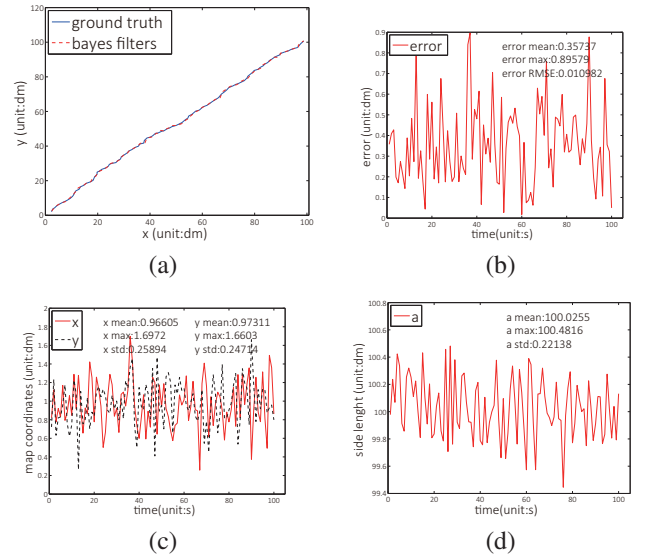 120
100
80
60
40
20
0
y (unit:dm)
ground truth
bayes filters
0 20 40 60 80 100
x (unit:dm)
(a)
0.9
0.8
0.7
0.6
0.5
0.4
0.3
0.2
0.1
0
error (unit:dm)
error
error mean:0.35737
error max:0.89579
error RMSE:0.010982
0 20 40 60 80 100
time(unit:s)
(b)
2
1.8
1.6
1.4
1.2
1
0.8
0.6
0.4
0.2
0
map coordinates (unit:dm)
x
y
x mean:0.96605 y mean:0.97311
x max:1.6972 y max:1.6603
x std:0.25894 y std:0.24714
0 20 40 60 80 100
time(unit:s)
(c)
100.8
100.6
100.4
100.2
100
99.8
99.6
99.4
side lenght (unit:dm)
a
a mean:100.0255
a max:100.4816
a std:0.22138
0 20 40 60 80 100
time(unit:s)
(d)